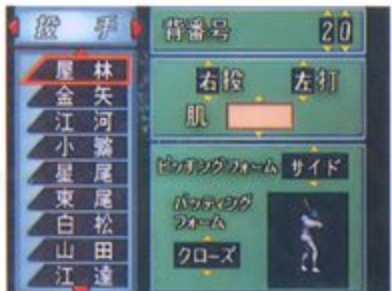 投手
屋林
金矢
江河
小鷲
星尾
東尾
白松
山田
江達
背番号 20
右投 左打
肌
ピッチングフォーム サイド
バッティング
フォーム
クローズ